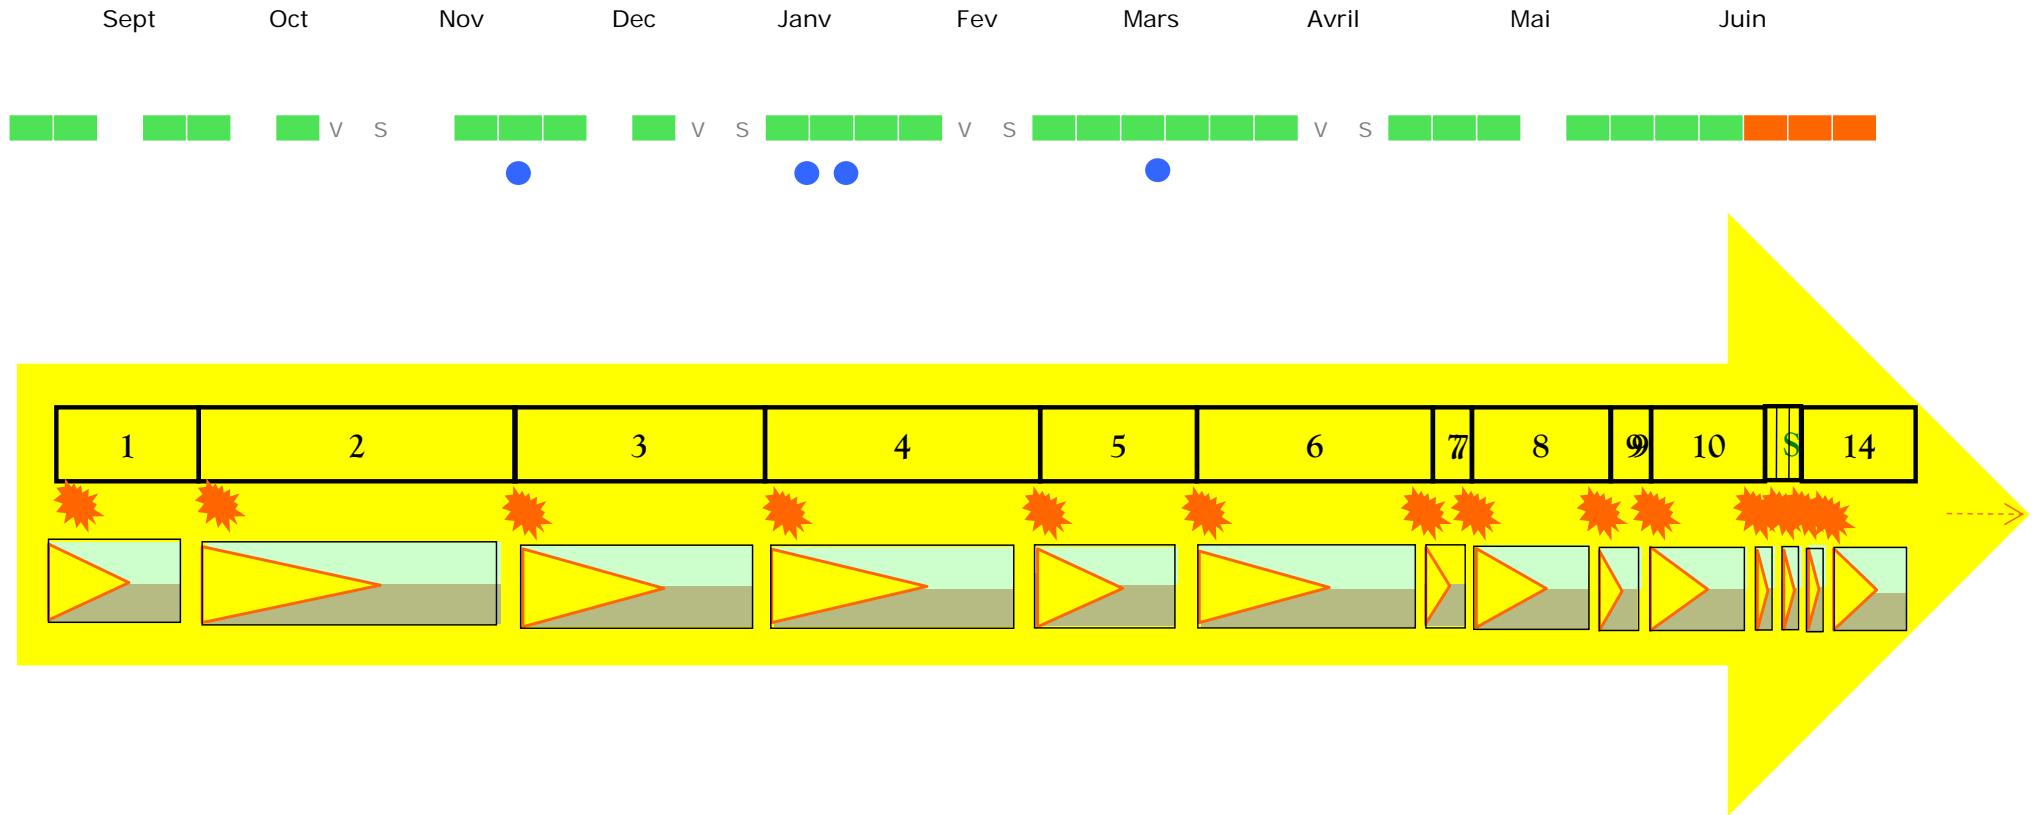 Sept Oct Nov Dec Janv Fev Mars Avril Mai Juin
V S V S V S V S
1 2 3 4 5 6 7 8 9 10 S 14